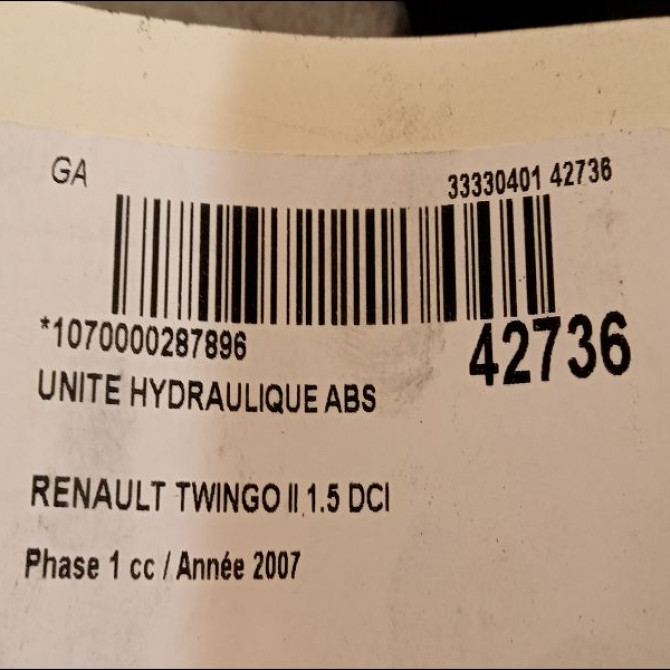 GA
33330401 42736
*1070000287896
42736
UNITE HYDRAULIQUE ABS
RENAULT TWINGO II 1.5 DCI
Phase 1 cc / Année 2007